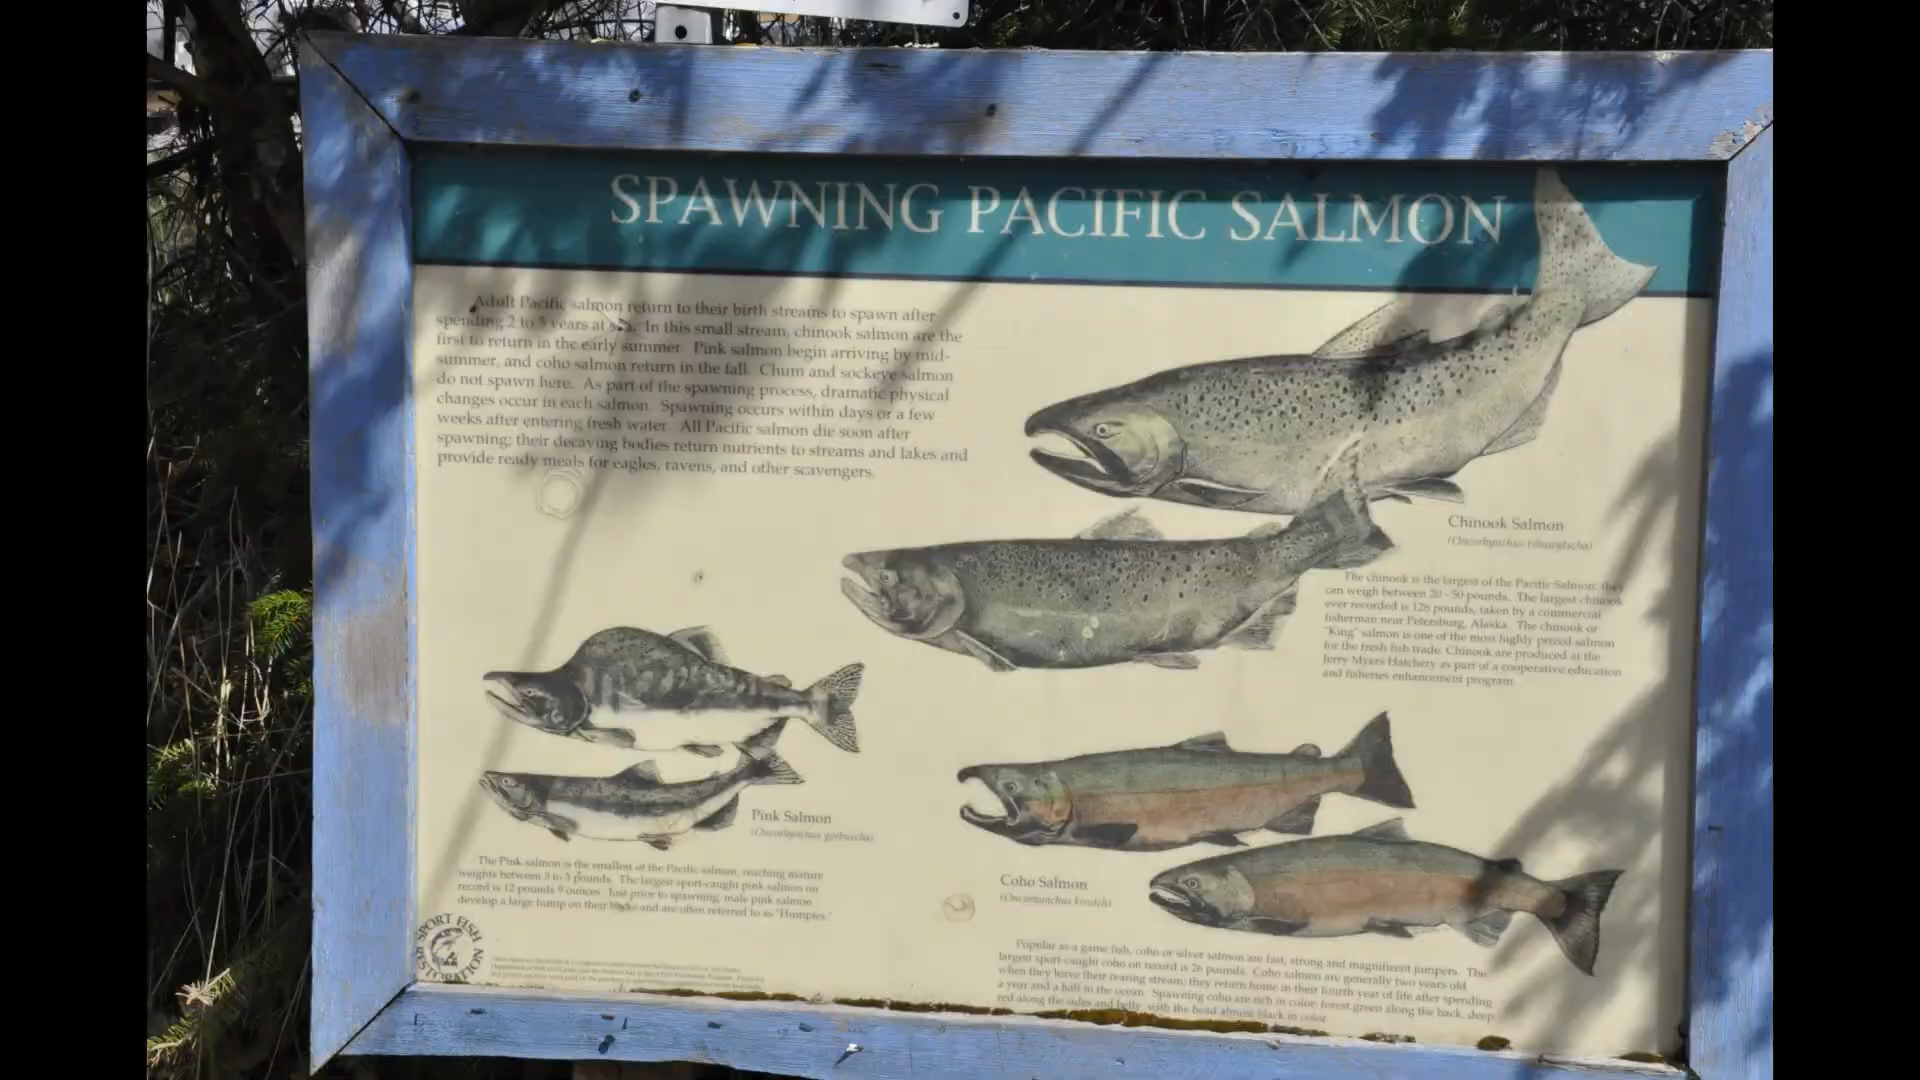 SPAWNING PACIFIC SALMON
Adult Pacific salmon return to their birth streams to spawn after
spending 2 to 5 years at sea. In this small stream, chinook salmon are the
first to return in the early summer. Pink salmon begin arriving by mid-
summer, and coho salmon return in the fall. Chum and sockeye salmon
do not spawn here. As part of the spawning process, dramatic physical
changes occur in each salmon. Spawning occurs within days or a few
weeks after entering fresh water. All Pacific salmon die soon after
spawning; their decaying bodies return nutrients to streams and lakes and
provide ready meals for eagles, ravens, and other scavengers.
Chinook Salmon
(Oncorhynchus tshawytscha)
The chinook is the largest of the Pacific Salmon, they
can weigh between 20 - 50 pounds. The largest chinook
ever recorded is 126 pounds, taken by a commercial
fisherman near Petersburg, Alaska. The chinook or
"King" salmon is one of the most highly prized salmon
for the fresh fish trade. Chinook are produced at the
Jerry Myers Hatchery as part of a cooperative education
and fisheries enhancement program.
Pink Salmon
(Oncorhynchus gorbuscha)
The Pink salmon is the smallest of the Pacific salmon, reaching mature
weights between 3 to 5 pounds. The largest sport-caught pink salmon on
record is 12 pounds 9 ounces. Just prior to spawning, male pink salmon
develop a large hump on their backs and are often referred to as "Humpies."
Coho Salmon
kisutch)
Popular as a game fish, coho or silver salmon are fast, strong and magnificent jumpers. The
largest sport-caught coho on record is 26 pounds. Coho salmon are generally two years old
when they leave their rearing stream; they return home in their fourth year of life after spending
a year and a half in the ocean. Spawning coho are rich in color: forest green along the back, deep
red along the sides and belly, with the head almost black in color.
SPORT FISH
RESTORATION